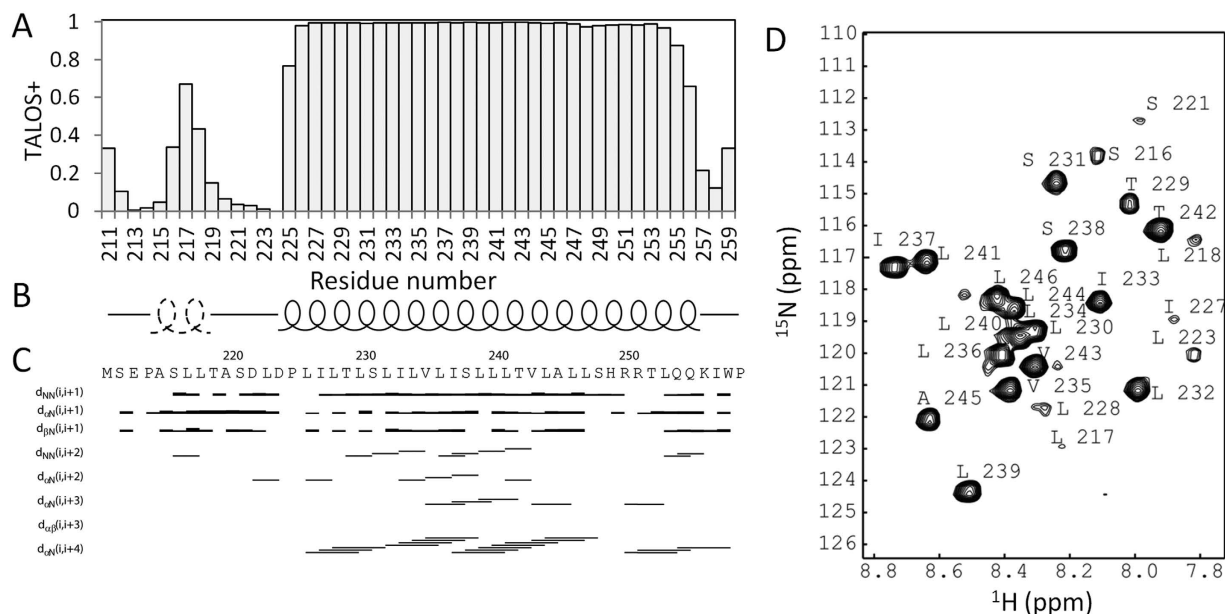 A
TALOS+
1
0.8
0.6
0.4
0.2
0
211
213
215
217
219
221
223
225
227
229
231
233
235
237
239
241
243
245
247
249
251
253
255
257
259
Residue number
B
C
220 230 240 250
MSEPASLLTASDLDPLILTLSLILVLISLLLTVLALLSHRRTLQQKIWP
dNN(i,i+1)
dαN(i,i+1)
dβN(i,i+1)
dNN(i,i+2)
dαN(i,i+2)
dαN(i,i+3)
dαβ(i,i+3)
dαN(i,i+4)
D
110
111
112
113
114
115
116
117
118
119
120
121
122
123
124
125
126
15N (ppm)
S 221
S 216
S 231
T 229
T 242
S 238
L 218
I 237
L 241
L 246
L 244
I 233
L 234
I 227
L 240
L 230
L 223
L 236
V 243
V 235
L 232
A 245
L 228
L 217
L 239
8.8 8.6 8.4 8.2 8.0 7.8
1H (ppm)